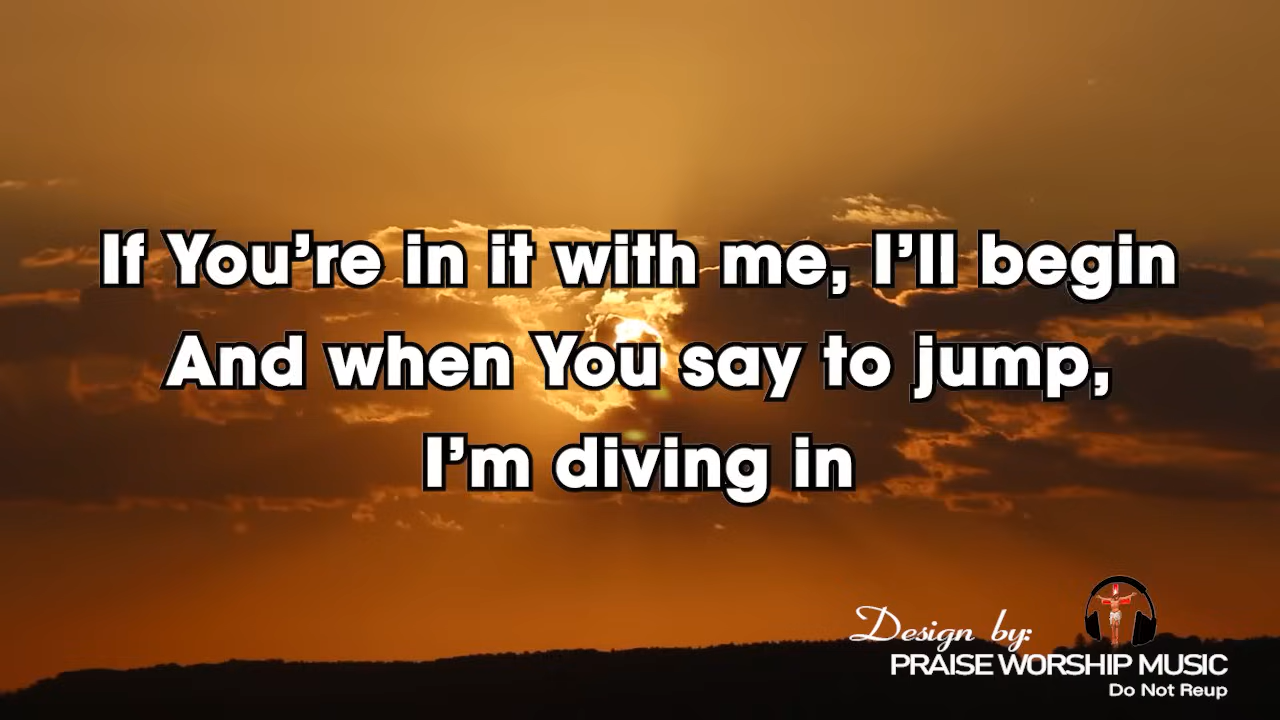 If You’re in it with me, I’ll begin
And when You say to jump,
I’m diving in
Design by:
PRAISE WORSHIP MUSIC
Do Not Reup